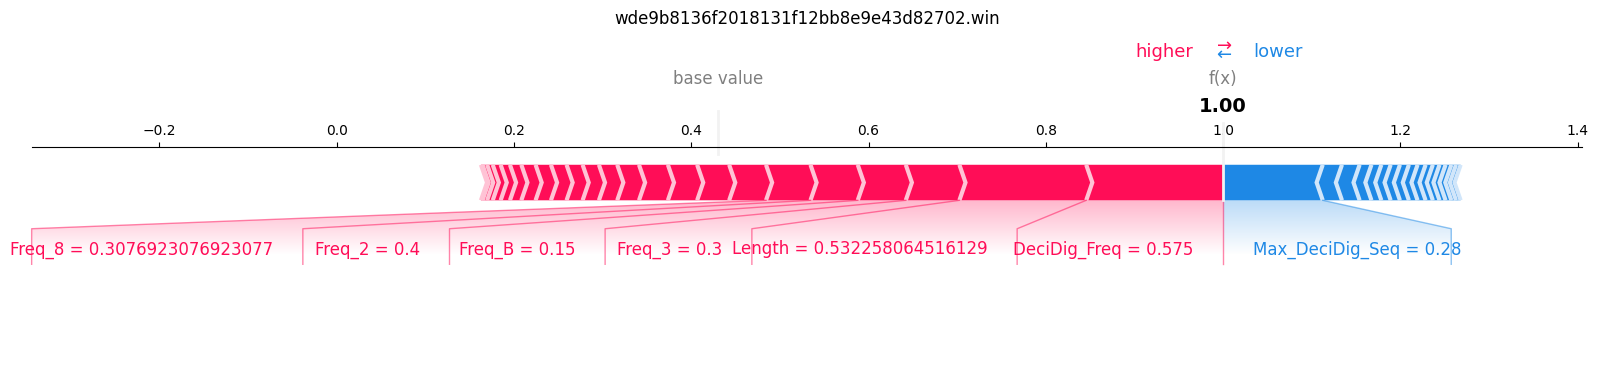 wde9b8136f2018131f12bb8e9e43d82702.win
higher → ← lower
base value f(x)
1.00
−0.2 0.0 0.2 0.4 0.6 0.8 1.0 1.2 1.4
Freq_8 = 0.3076923076923077 Freq_2 = 0.4 Freq_B = 0.15 Freq_3 = 0.3 Length = 0.532258064516129 DeciDig_Freq = 0.575 Max_DeciDig_Seq = 0.28